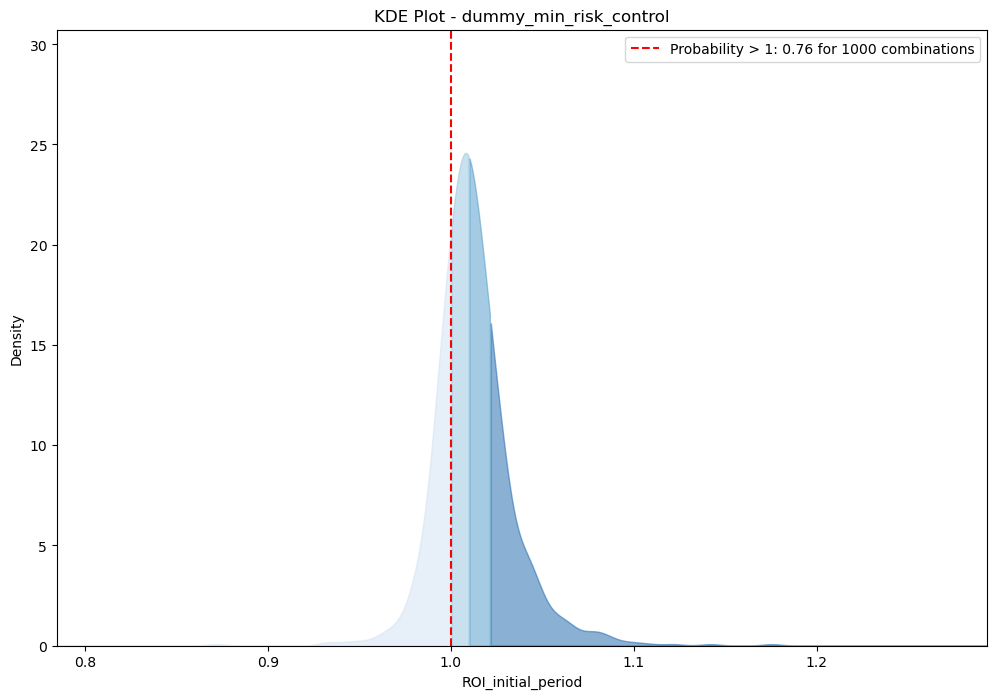 KDE Plot - dummy_min_risk_control
Probability > 1: 0.76 for 1000 combinations
30
25
20
15
10
5
0
Density
0.8 0.9 1.0 1.1 1.2
ROI_initial_period